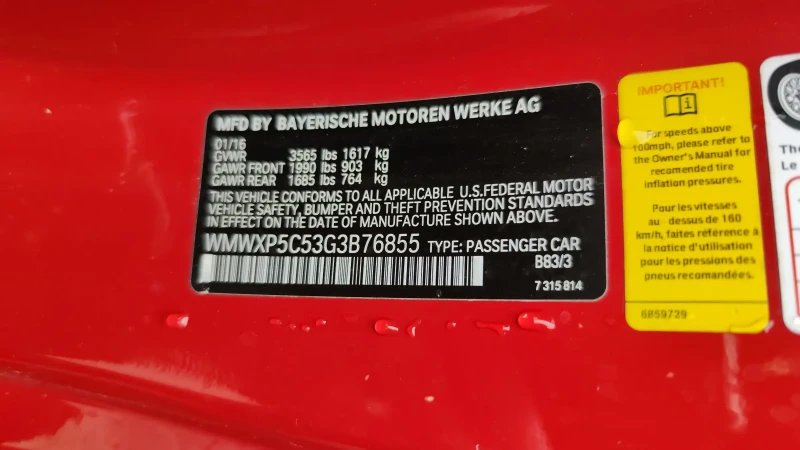 MFD BY BAYERISCHE MOTOREN WERKE AG
01/16
GVWR 3565 lbs 1617 kg
GAWR FRONT 1990 lbs 903 kg
GAWR REAR 1685 lbs 764 kg
THIS VEHICLE CONFORMS TO ALL APPLICABLE U.S.FEDERAL MOTOR
VEHICLE SAFETY, BUMPER AND THEFT PREVENTION STANDARDS
IN EFFECT ON THE DATE OF MANUFACTURE SHOWN ABOVE.
WMWXP5C53G3B76855 TYPE: PASSENGER CAR
B83/3
7 315 814
IMPORTANT!
For speeds above
100mph, please refer to
the Owner's Manual for
recomended tire
inflation pressures.
Pour les vitesses
au - dessus de 160
km/h, faites référence à
la notice d'utilisation
pour les pressions des
pneus recomandées.
6859729
The
Le